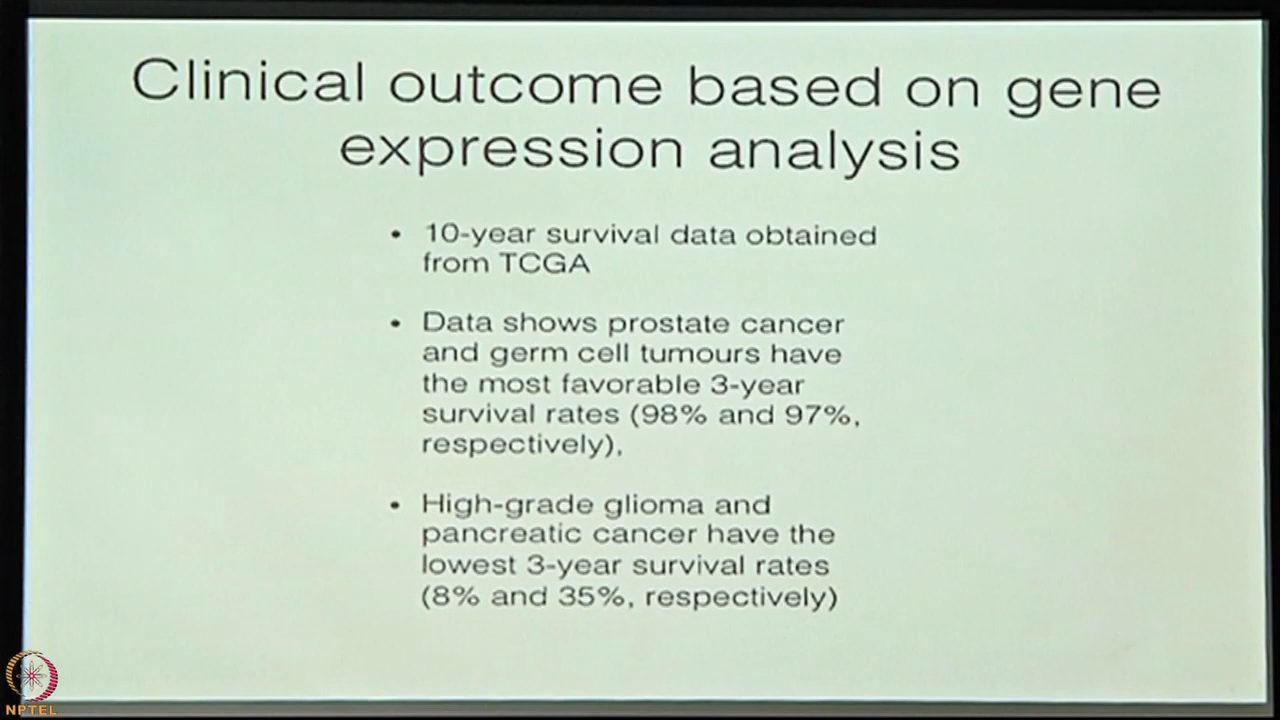 Clinical outcome based on gene
expression analysis
• 10-year survival data obtained
from TCGA
• Data shows prostate cancer
and germ cell tumours have
the most favorable 3-year
survival rates (98% and 97%,
respectively),
• High-grade glioma and
pancreatic cancer have the
lowest 3-year survival rates
(8% and 35%, respectively)
NPTEL